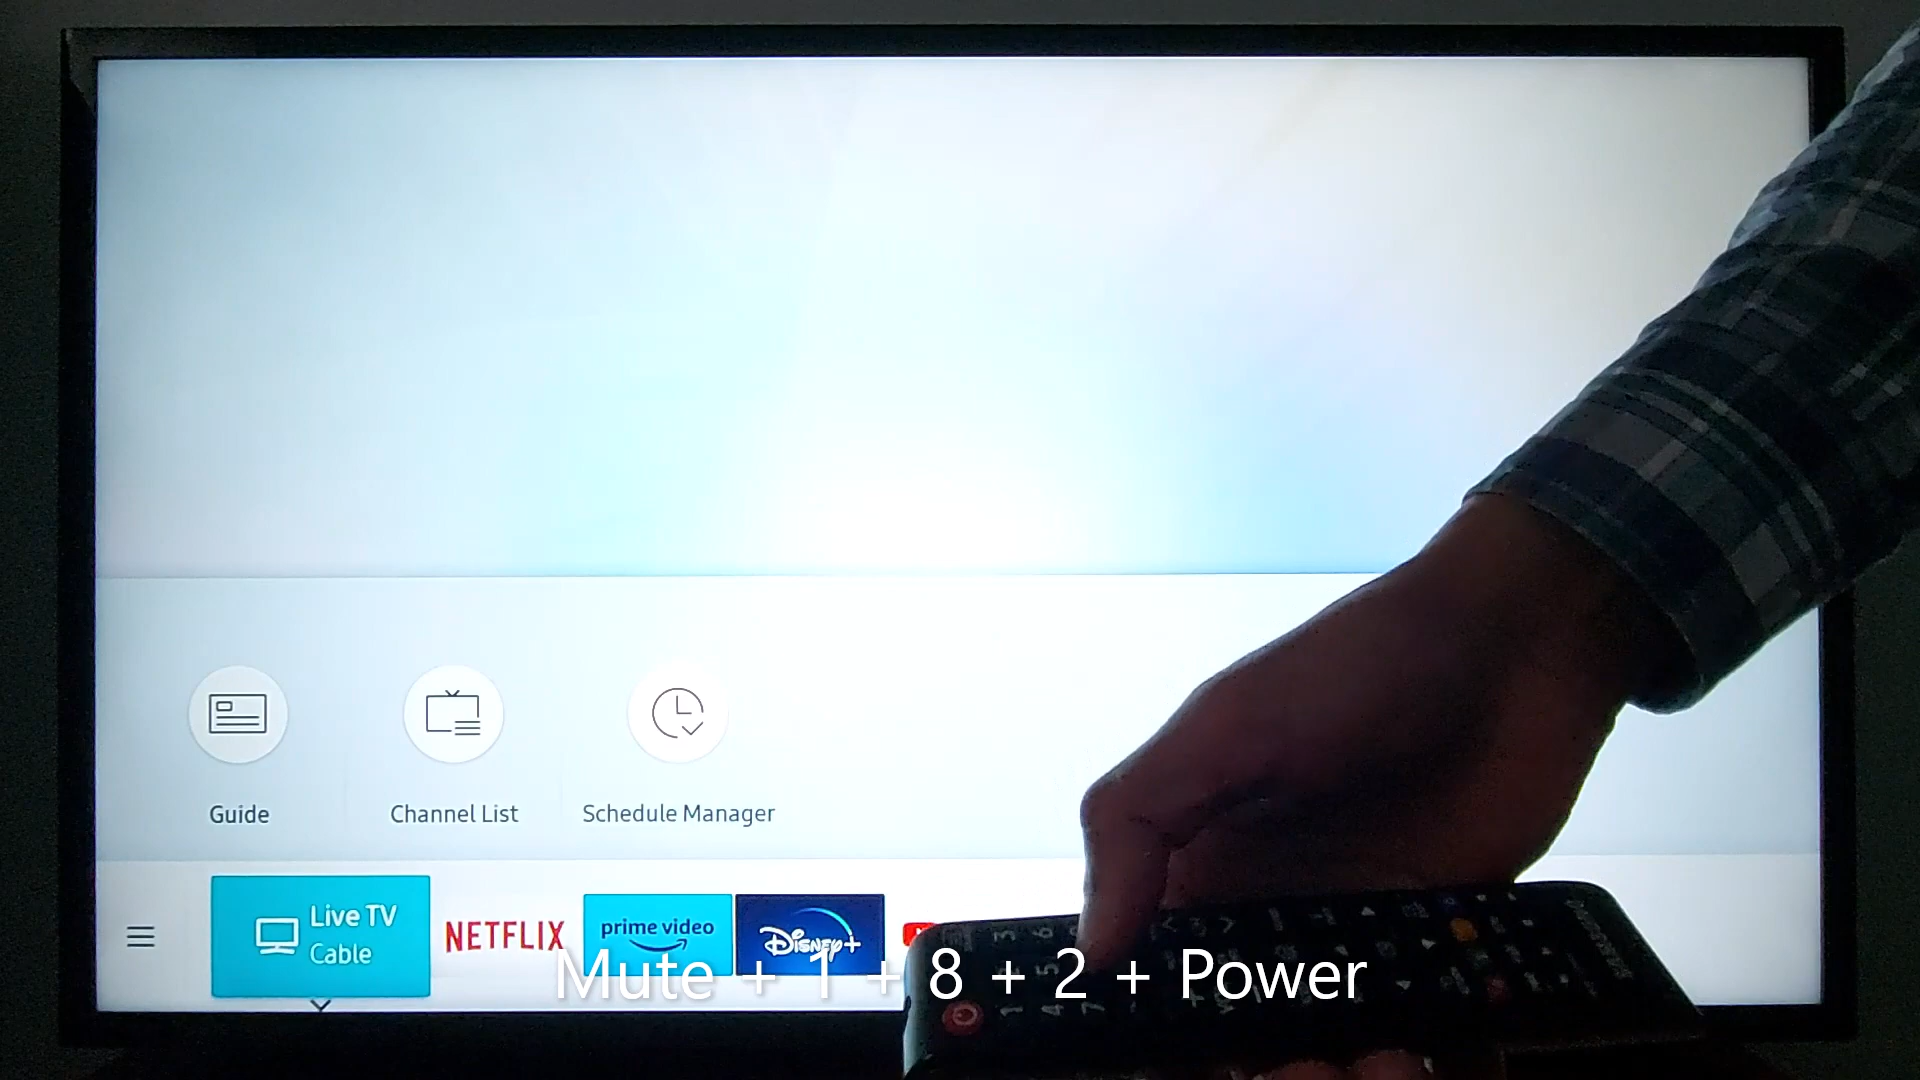 Guide
Channel List
Schedule Manager
Live TV
Cable
NETFLIX
prime video
Disney+
Mute + 1 + 8 + 2 + Power